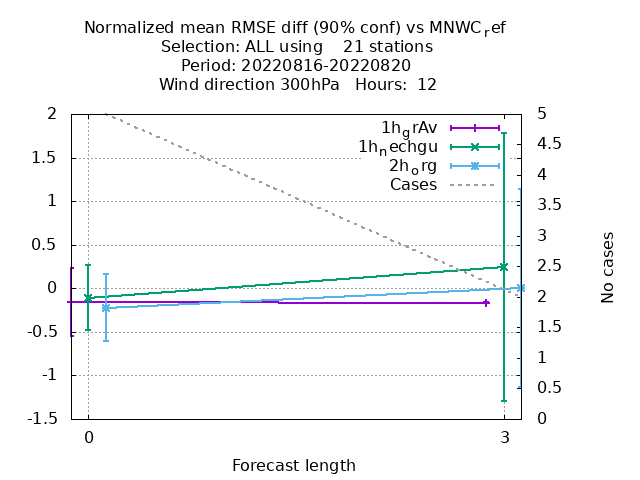 Normalized mean RMSE diff (90% conf) vs MNWC_ref
Selection: ALL using    21 stations
Period: 20220816-20220820
Wind direction 300hPa   Hours:  12
1h_grAv
1h_nechgu
2h_org
Cases
2
1.5
1
0.5
0
-0.5
-1
-1.5
5
4.5
4
3.5
3
2.5
2
1.5
1
0.5
0
No cases
0
3
Forecast length